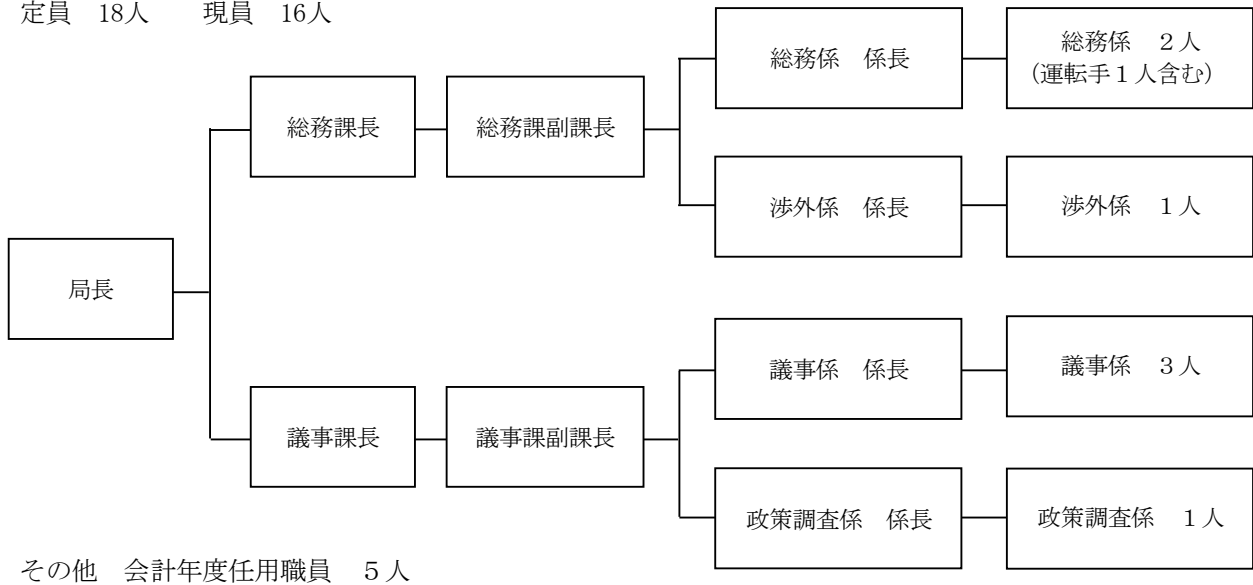 定員　18人　　現員　16人
局長
総務課長
総務課副課長
総務係　係長
総務係　２人
（運転手１人含む）
渉外係　係長
渉外係　１人
議事課長
議事課副課長
議事係　係長
議事係　３人
政策調査係　係長
政策調査係　１人
その他　会計年度任用職員　５人